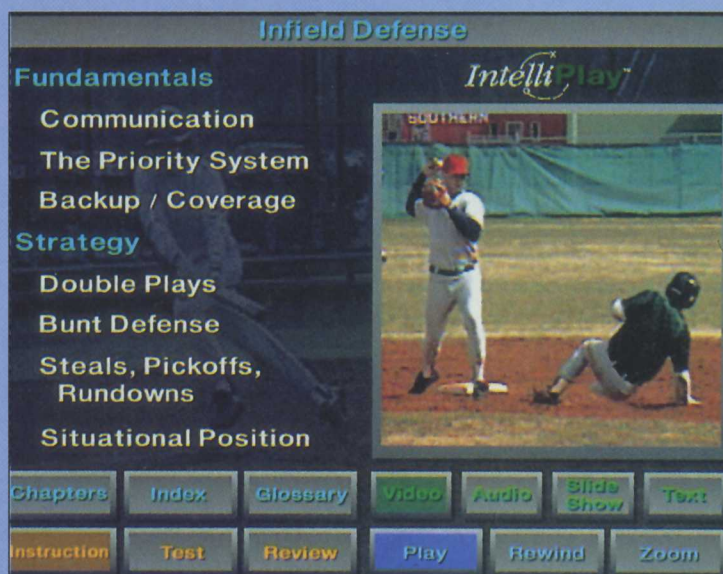 Infield Defense
Fundamentals
Communication
The Priority System
Backup / Coverage
Strategy
Double Plays
Bunt Defense
Steals, Pickoffs,
Rundowns
Situational Position
IntelliPlay™
SOUTHERN
Chapters Index Glossary Video Audio Slide Show Text
Instruction Test Review Play Rewind Zoom